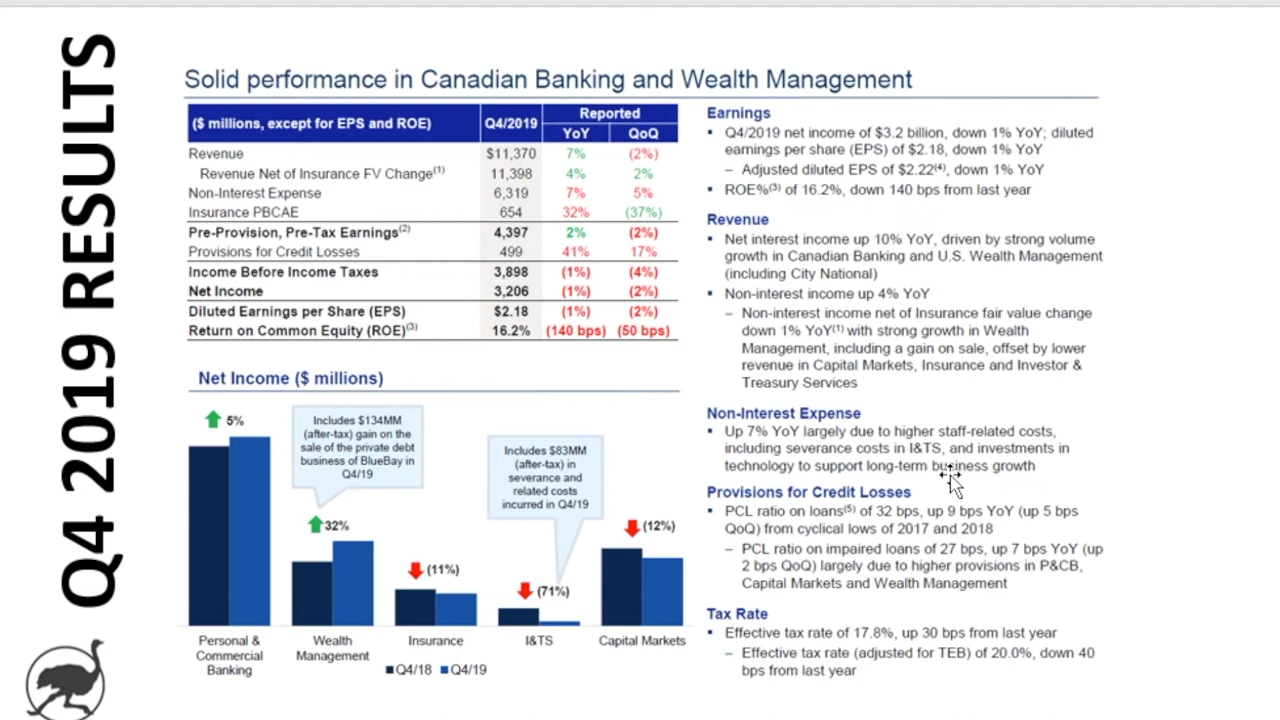 Q4 2019 RESULTS
Solid performance in Canadian Banking and Wealth Management
($ millions, except for EPS and ROE) Q4/2019 Reported
YoY QoQ
Revenue $11,370 7% (2%)
Revenue Net of Insurance FV Change(1) 11,398 4% 2%
Non-Interest Expense 6,319 7% 5%
Insurance PBCAE 654 32% (37%)
Pre-Provision, Pre-Tax Earnings(2) 4,397 2% (2%)
Provisions for Credit Losses 499 41% 17%
Income Before Income Taxes 3,898 (1%) (4%)
Net Income 3,206 (1%) (2%)
Diluted Earnings per Share (EPS) $2.18 (1%) (2%)
Return on Common Equity (ROE)(3) 16.2% (140 bps) (50 bps)
Net Income ($ millions)
5%
Includes $134MM
(after-tax) gain on the
sale of the private debt
business of BlueBay in
Q4/19
32%
(11%)
Includes $83MM
(after-tax) in
severance and
related costs
incurred in Q4/19
(71%)
(12%)
Personal &
Commercial
Banking
Wealth
Management
Insurance
I&TS
Capital Markets
Q4/18 Q4/19
Earnings
▪ Q4/2019 net income of $3.2 billion, down 1% YoY; diluted
earnings per share (EPS) of $2.18, down 1% YoY
– Adjusted diluted EPS of $2.22(4), down 1% YoY
▪ ROE%(3) of 16.2%, down 140 bps from last year
Revenue
▪ Net interest income up 10% YoY, driven by strong volume
growth in Canadian Banking and U.S. Wealth Management
(including City National)
▪ Non-interest income up 4% YoY
– Non-interest income net of Insurance fair value change
down 1% YoY(1) with strong growth in Wealth
Management, including a gain on sale, offset by lower
revenue in Capital Markets, Insurance and Investor &
Treasury Services
Non-Interest Expense
▪ Up 7% YoY largely due to higher staff-related costs,
including severance costs in I&TS, and investments in
technology to support long-term business growth
Provisions for Credit Losses
▪ PCL ratio on loans(5) of 32 bps, up 9 bps YoY (up 5 bps
QoQ) from cyclical lows of 2017 and 2018
– PCL ratio on impaired loans of 27 bps, up 7 bps YoY (up
2 bps QoQ) largely due to higher provisions in P&CB,
Capital Markets and Wealth Management
Tax Rate
▪ Effective tax rate of 17.8%, up 30 bps from last year
– Effective tax rate (adjusted for TEB) of 20.0%, down 40
bps from last year